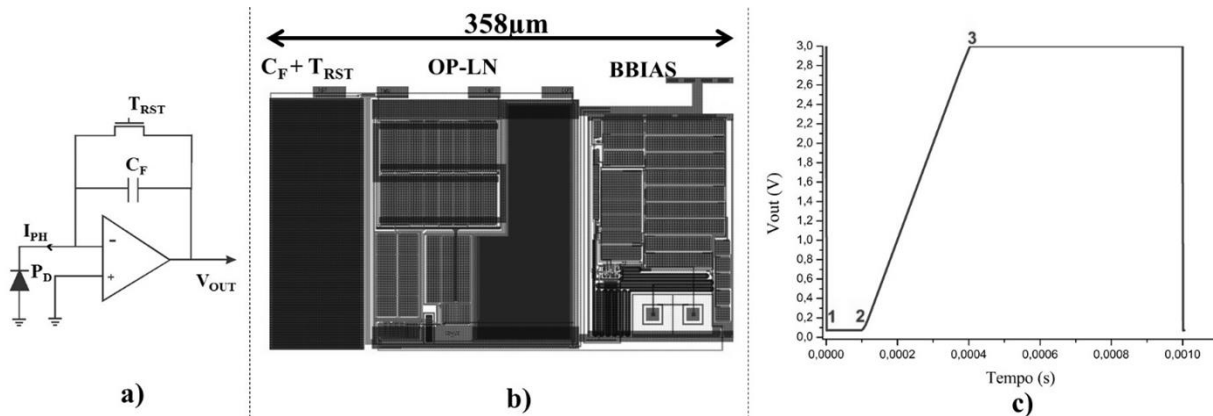 T_RST
C_F
I_PH
P_D
-
+
V_OUT
a)
358µm
C_F + T_RST
OP-LN
BBIAS
b)
Vout (V)
3,0
2,8
2,6
2,4
2,2
2,0
1,8
1,6
1,4
1,2
1,0
0,8
0,6
0,4
0,2
0,0
1
2
3
0,0000
0,0002
0,0004
0,0006
0,0008
0,0010
Tempo (s)
c)